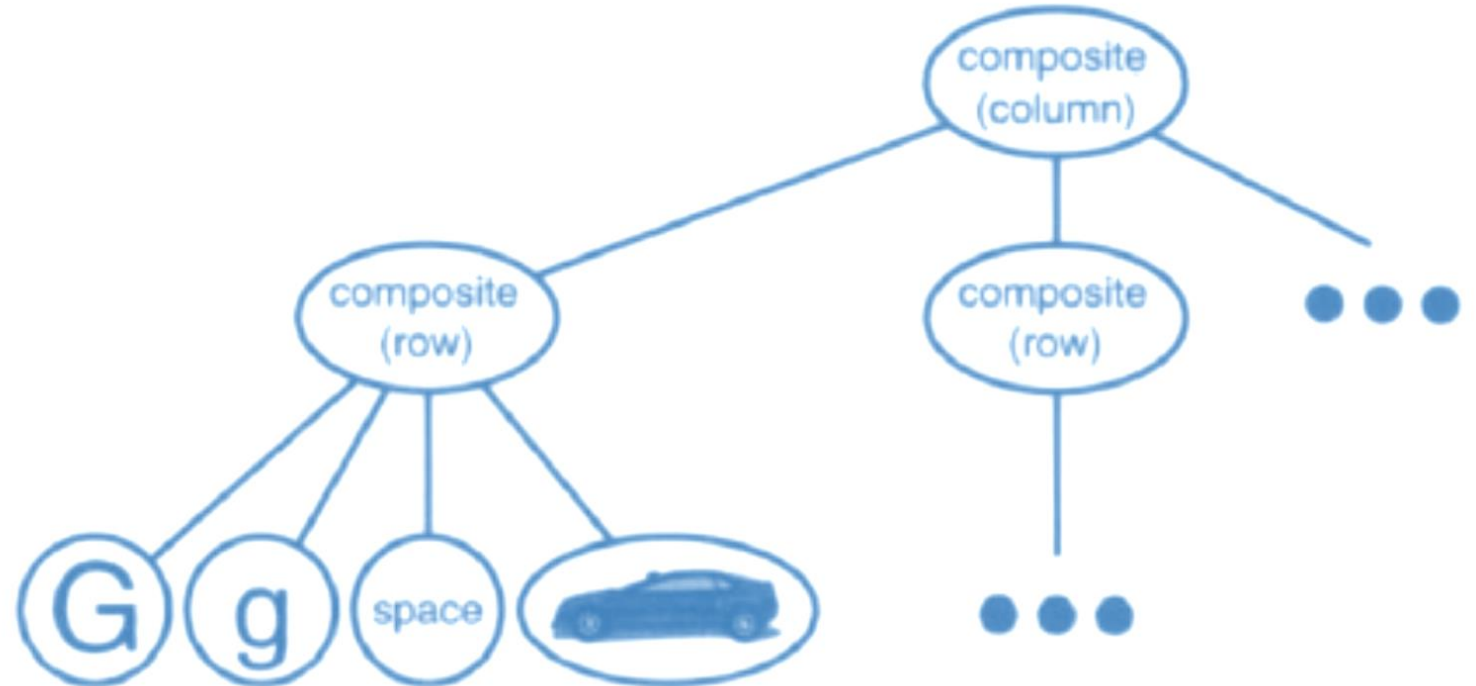 composite
(column)
composite
(row)
composite
(row)
G
g
space